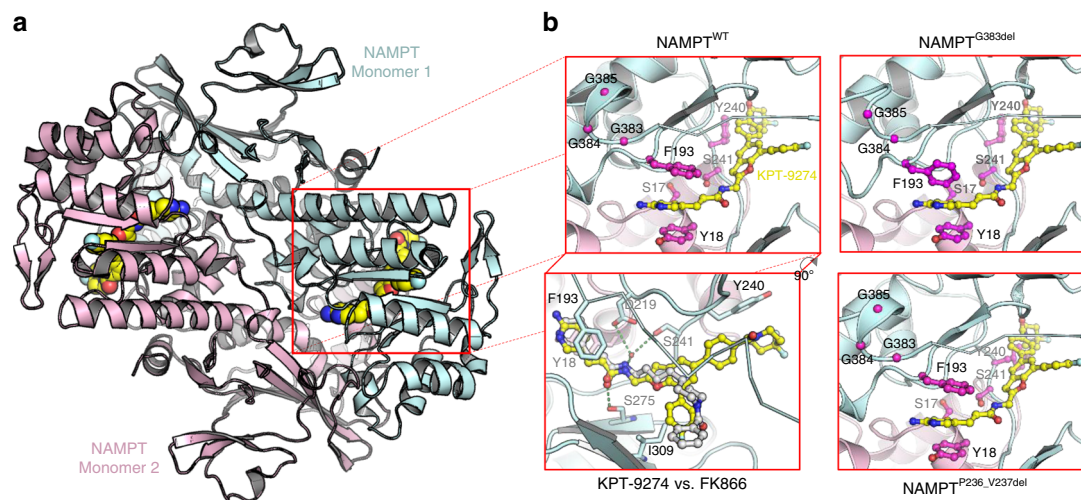 a
NAMPT
Monomer 1
NAMPT
Monomer 2
b
NAMPT^WT
G385
G384
G383
F193
Y240
S241
KPT-9274
S17
Y18
NAMPT^G383del
G385
G384
Y240
S241
F193
S17
Y18
90°
F193
D219
Y240
S241
Y18
S275
I309
KPT-9274 vs. FK866
G385
G384
G383
F193
Y240
S241
S17
Y18
NAMPT^P236_V237del